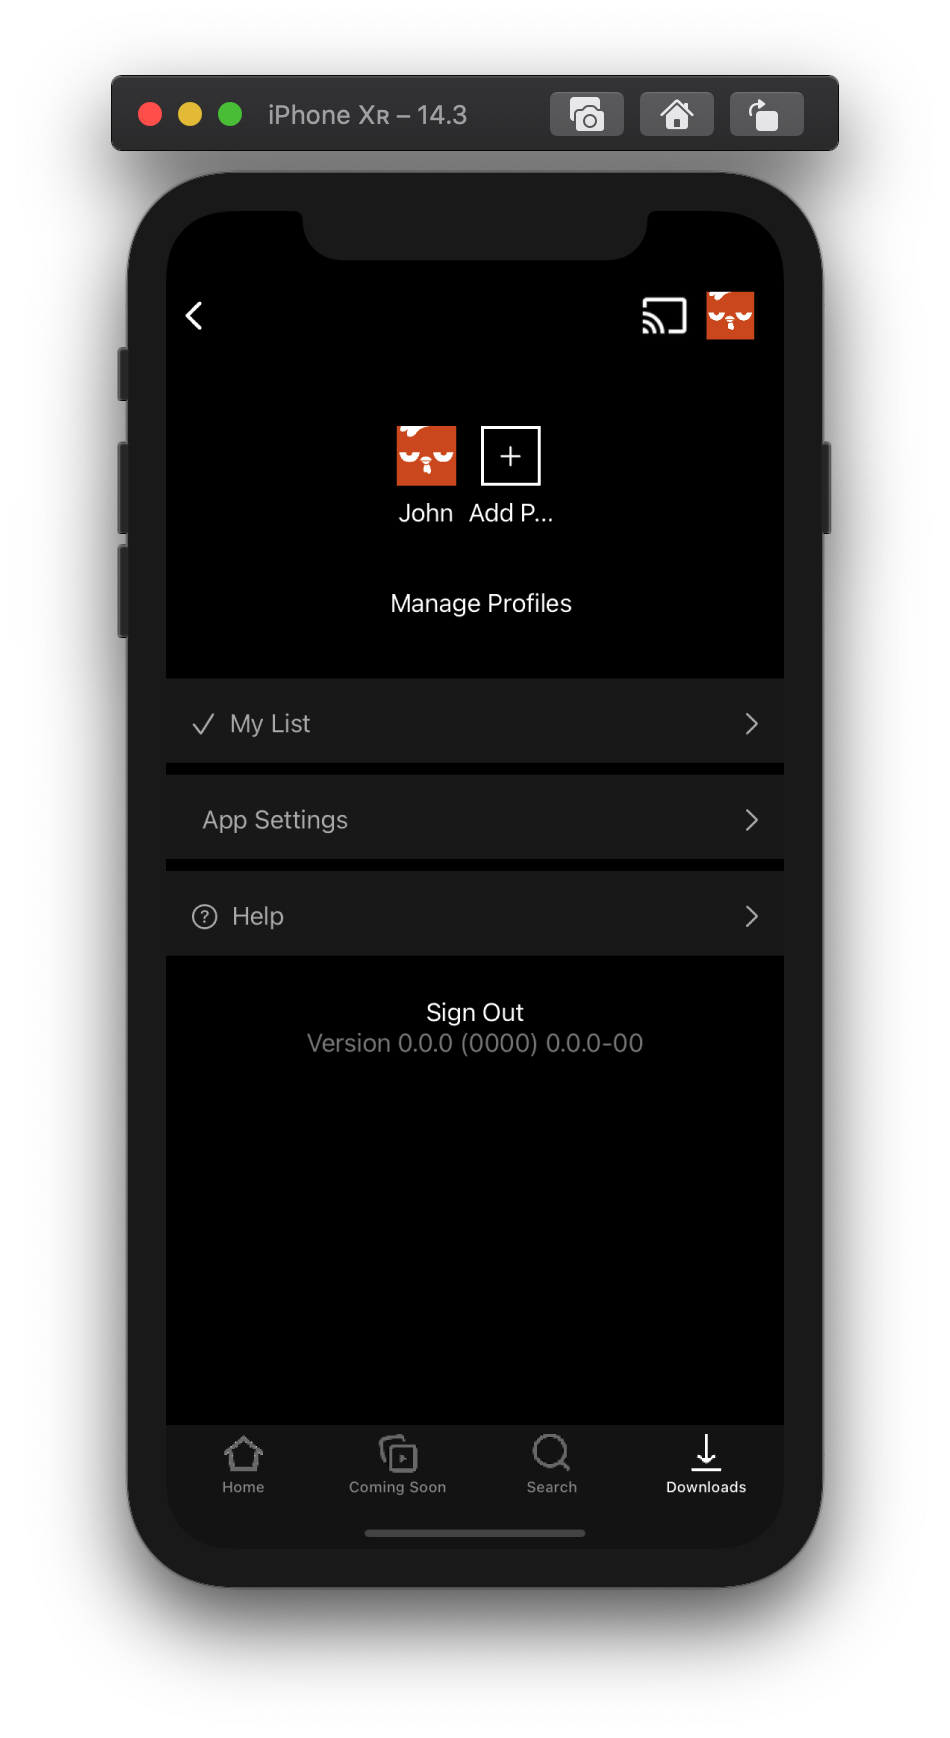 iPhone Xʀ – 14.3
John Add P...
Manage Profiles
My List
App Settings
? Help
Sign Out
Version 0.0.0 (0000) 0.0.0-00
Home Coming Soon Search Downloads